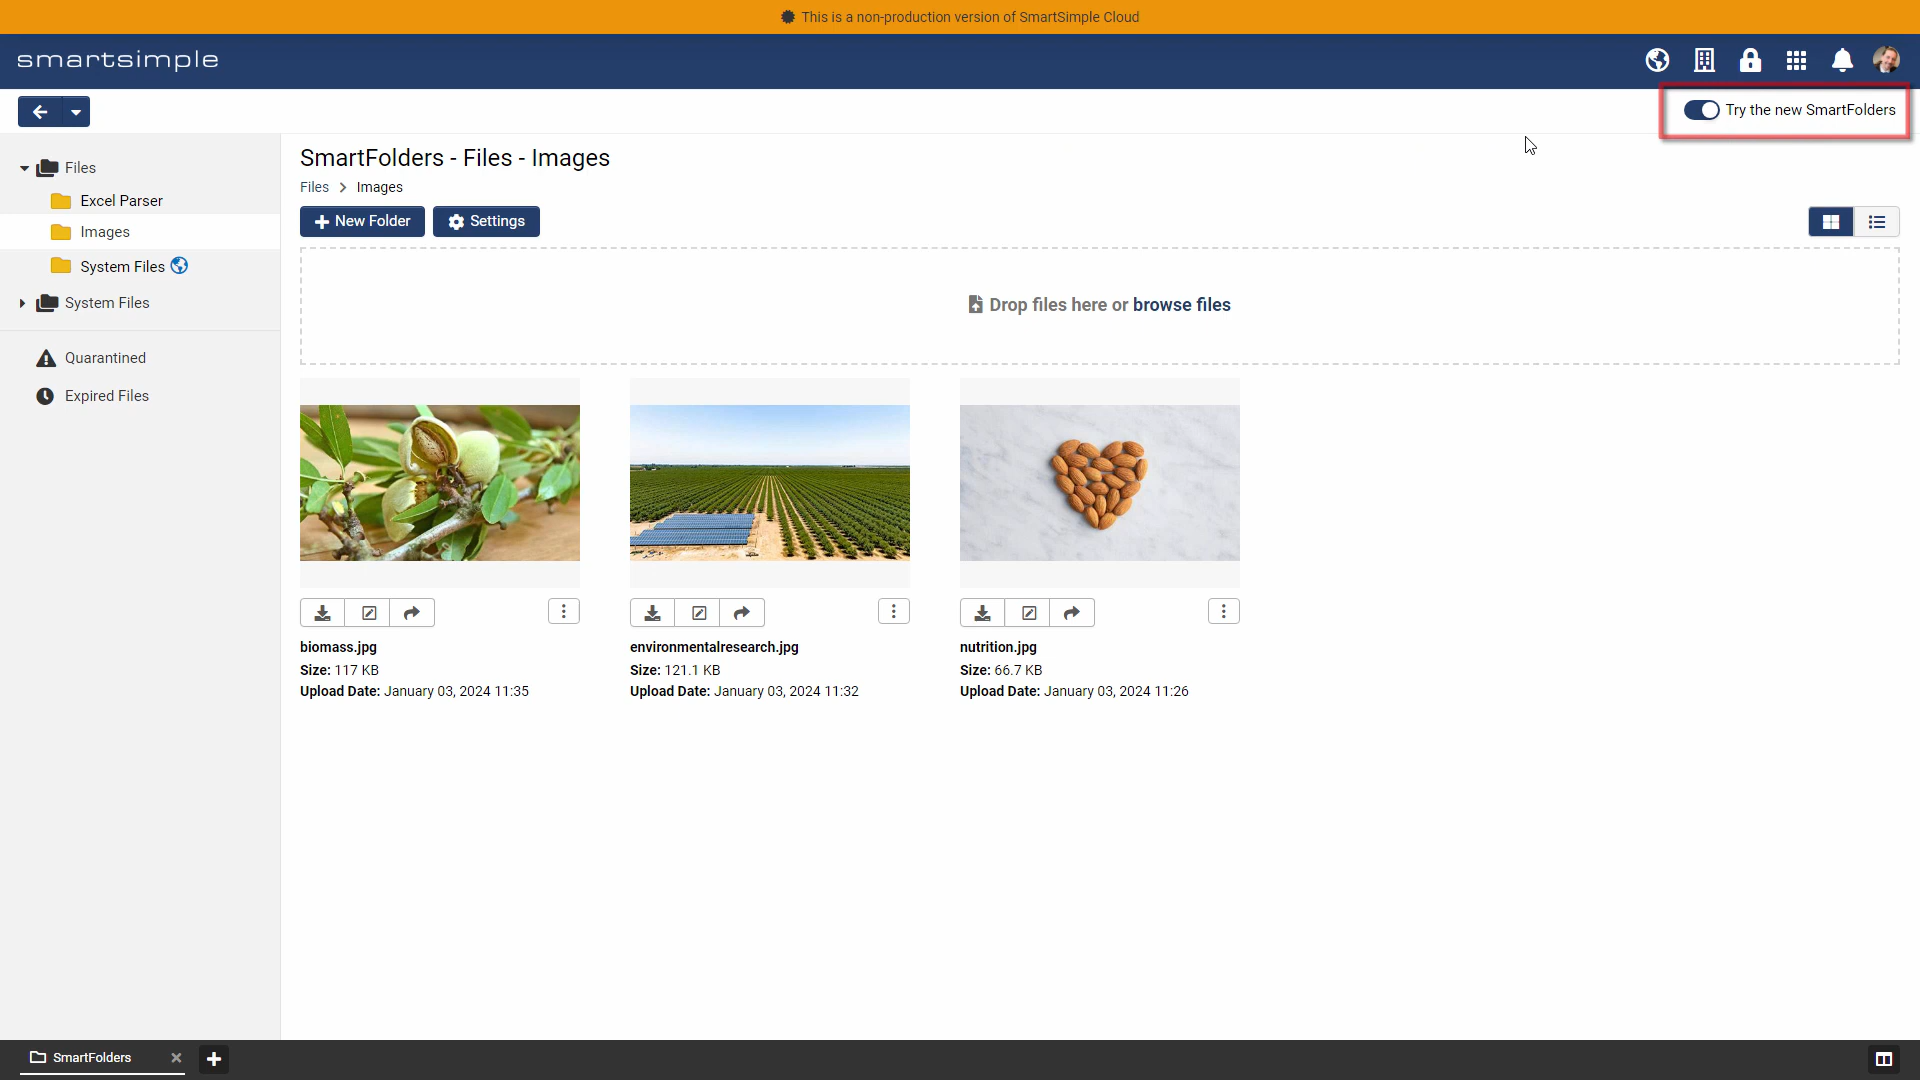 This is a non-production version of SmartSimple Cloud
smartsimple
Try the new SmartFolders
Files
Excel Parser
Images
System Files
System Files
Quarantined
Expired Files
SmartFolders - Files - Images
Files > Images
New Folder
Settings
Drop files here or browse files
biomass.jpg
Size: 117 KB
Upload Date: January 03, 2024 11:35
environmentalresearch.jpg
Size: 121.1 KB
Upload Date: January 03, 2024 11:32
nutrition.jpg
Size: 66.7 KB
Upload Date: January 03, 2024 11:26
SmartFolders